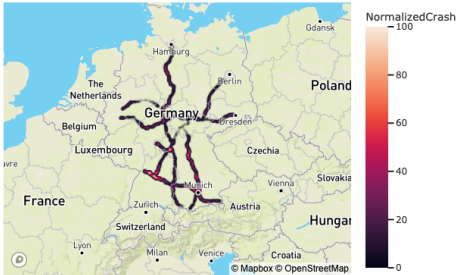 NormalizedCrash
100
80
60
40
20
0
Gdansk
Hamburg
Berlin
The
Netherlands
Poland
Germany
Dresden
Belgium
Luxembourg
Czechia
Slovakia
Munich
Vienna
France
Zurich
Austria
Switzerland
Hungar
Lyon
Milan
Venice
Croatia
© Mapbox © OpenStreetMap